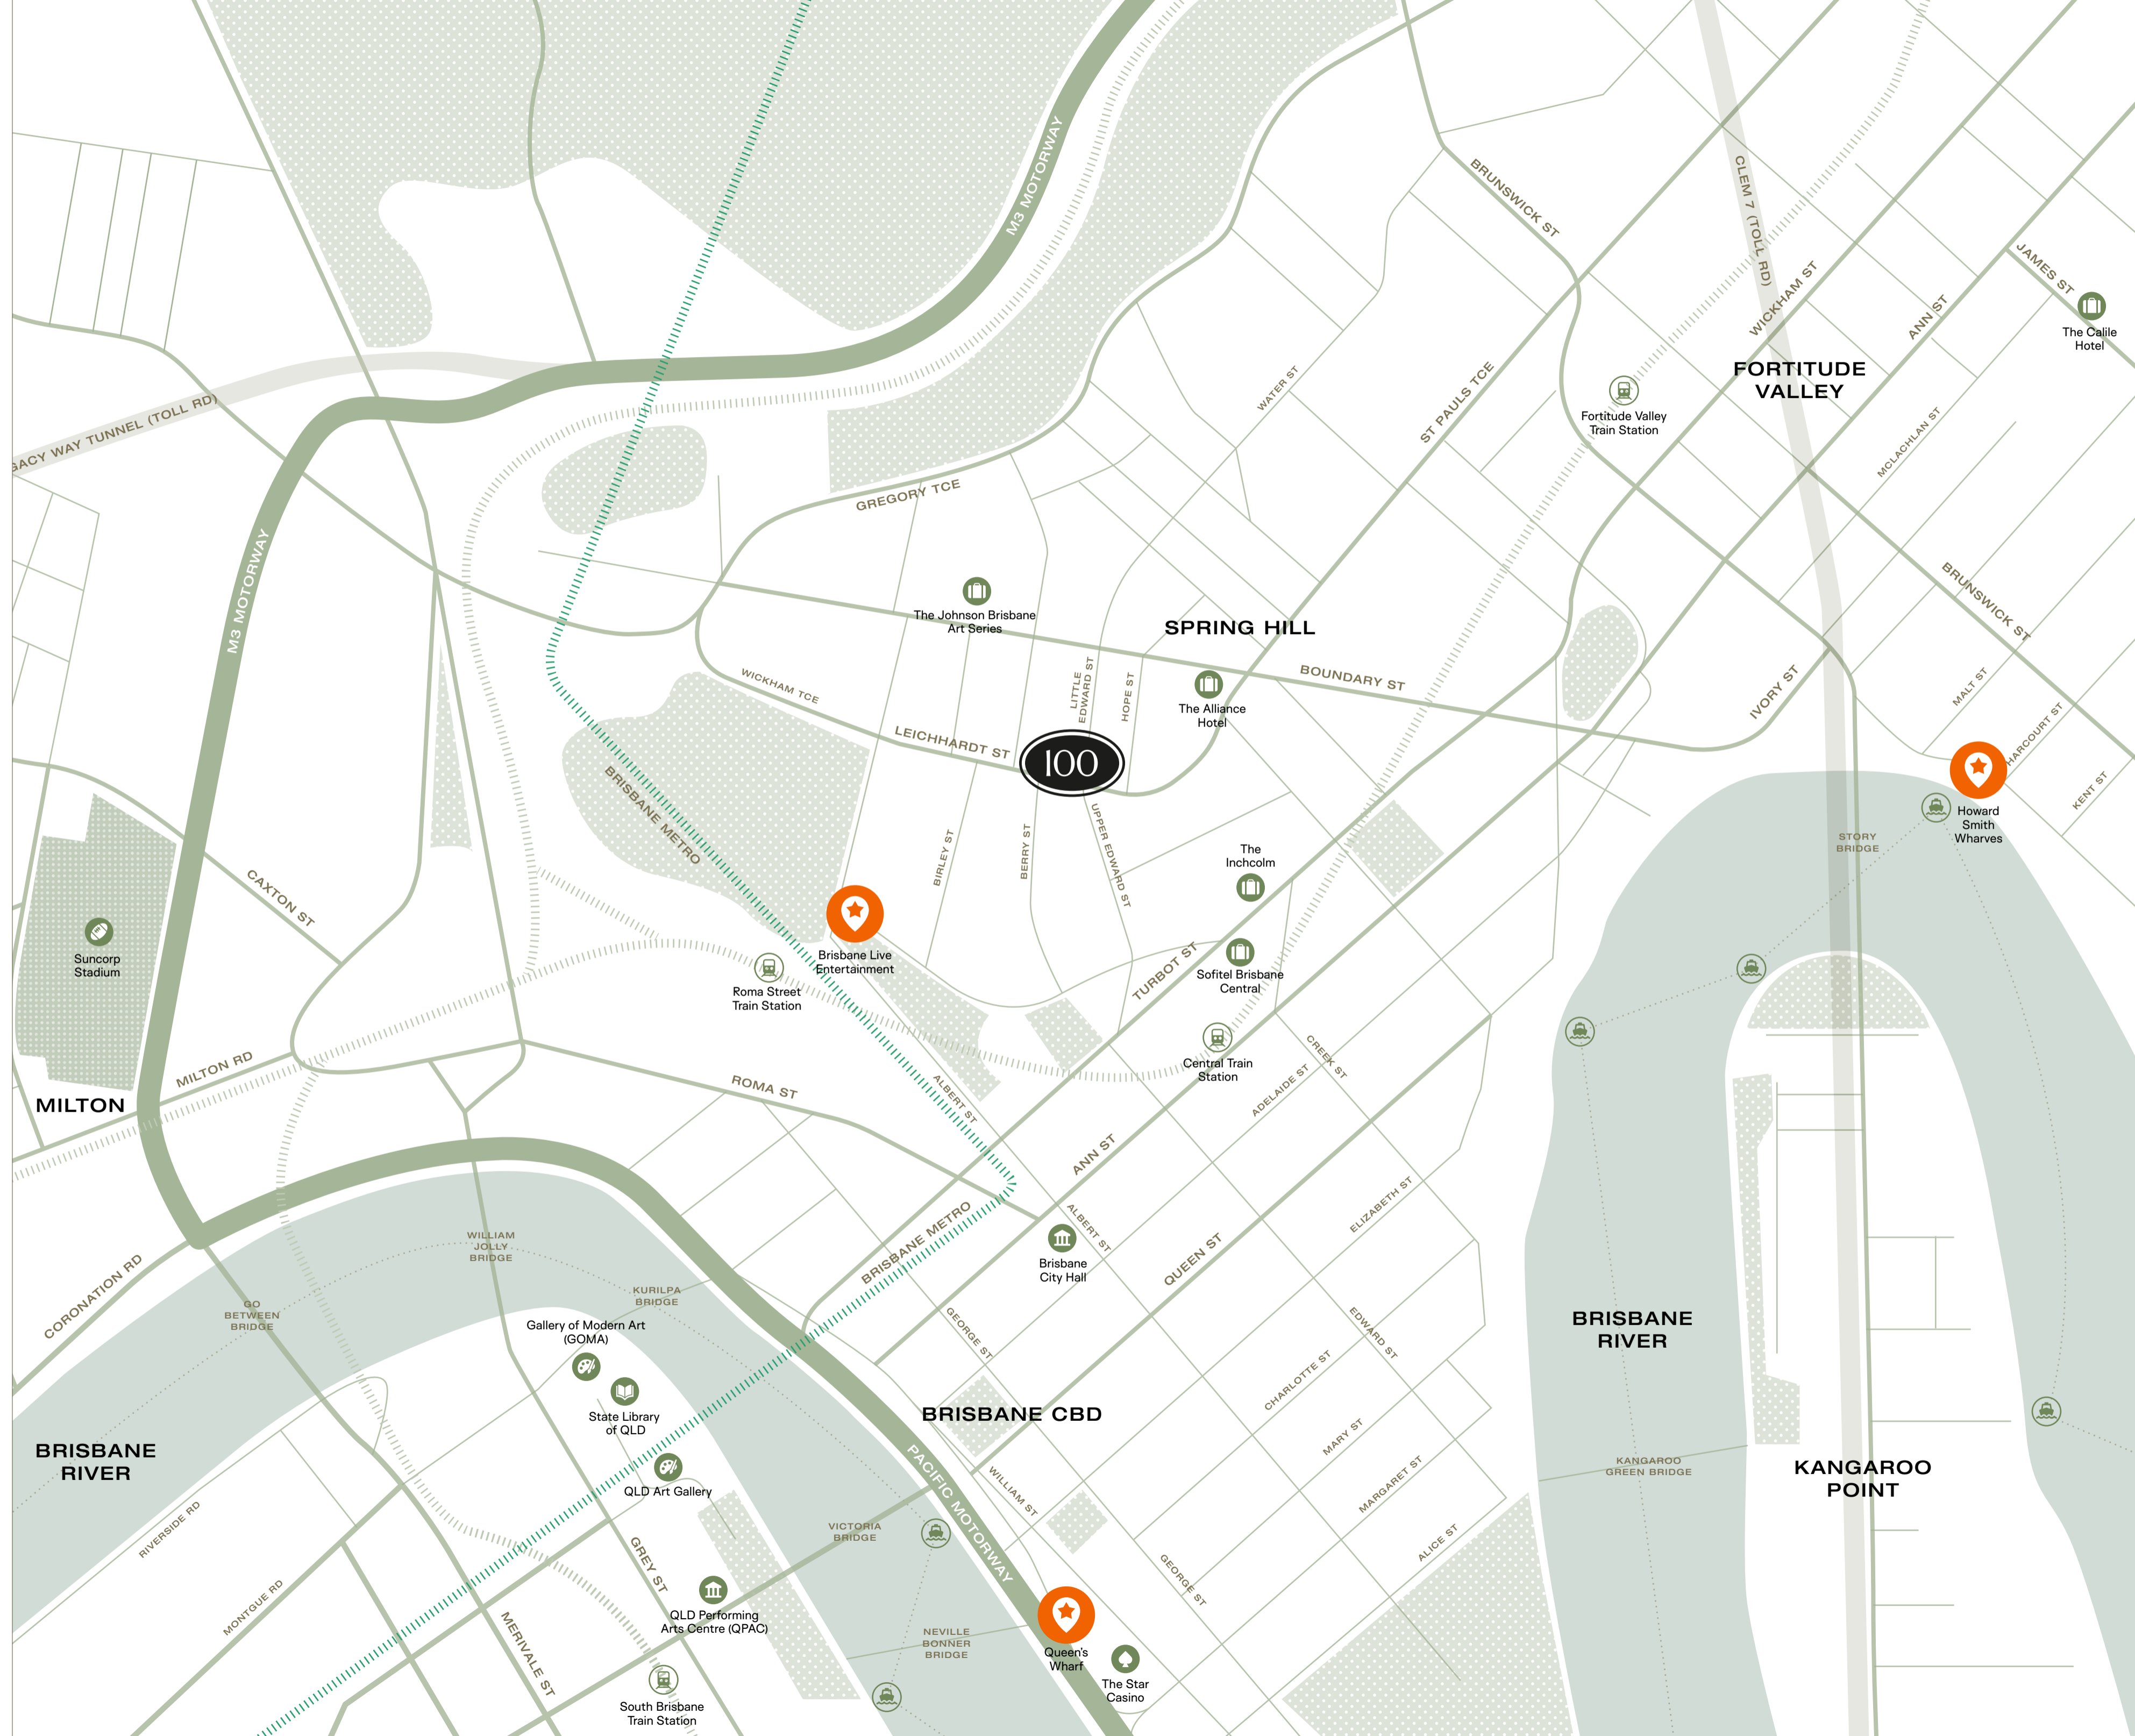 M3 MOTORWAY
BRUNSWICK ST
CLEM 7 (TOLL RD)
WICKHAM ST
JAMES ST
ANN ST
The Calile
Hotel
FORTITUDE
VALLEY
Fortitude Valley
Train Station
WATER ST
ST PAULS TCE
MCLACHLAN ST
GACY WAY TUNNEL (TOLL RD)
GREGORY TCE
M3 MOTORWAY
The Johnson Brisbane
Art Series
SPRING HILL
BRUNSWICK ST
WICKHAM TCE
LITTLE
EDWARD ST
HOPE ST
BOUNDARY ST
The Alliance
Hotel
IVORY ST
MALT ST
HARCOURT ST
KENT ST
LEICHHARDT ST
100
BRISBANE METRO
BIRLEY ST
BERRY ST
UPPER EDWARD ST
Howard
Smith
Wharves
STORY
BRIDGE
The
Inchcolm
CAXTON ST
Suncorp
Stadium
Brisbane Live
Entertainment
Roma Street
Train Station
TURBOT ST
Sofitel Brisbane
Central
Central Train
Station
CREEK ST
ADELAIDE ST
MILTON RD
MILTON
ROMA ST
ALBERT ST
ANN ST
BRISBANE METRO
ALBERT ST
ELIZABETH ST
QUEEN ST
Brisbane
City Hall
CORONATION RD
WILLIAM
JOLLY
BRIDGE
GO
BETWEEN
BRIDGE
KURILPA
BRIDGE
Gallery of Modern Art
(GOMA)
GEORGE ST
EDWARD ST
BRISBANE
RIVER
CHARLOTTE ST
State Library
of QLD
BRISBANE CBD
MARY ST
BRISBANE
RIVER
PACIFIC MOTORWAY
WILLIAM ST
MARGARET ST
KANGAROO
GREEN BRIDGE
KANGAROO
POINT
QLD Art Gallery
RIVERSIDE RD
VICTORIA
BRIDGE
GREY ST
ALICE ST
GEORGE ST
MONTGUE RD
QLD Performing
Arts Centre (QPAC)
MERIVALE ST
NEVILLE
BONNER
BRIDGE
Queen's
Wharf
The Star
Casino
South Brisbane
Train Station